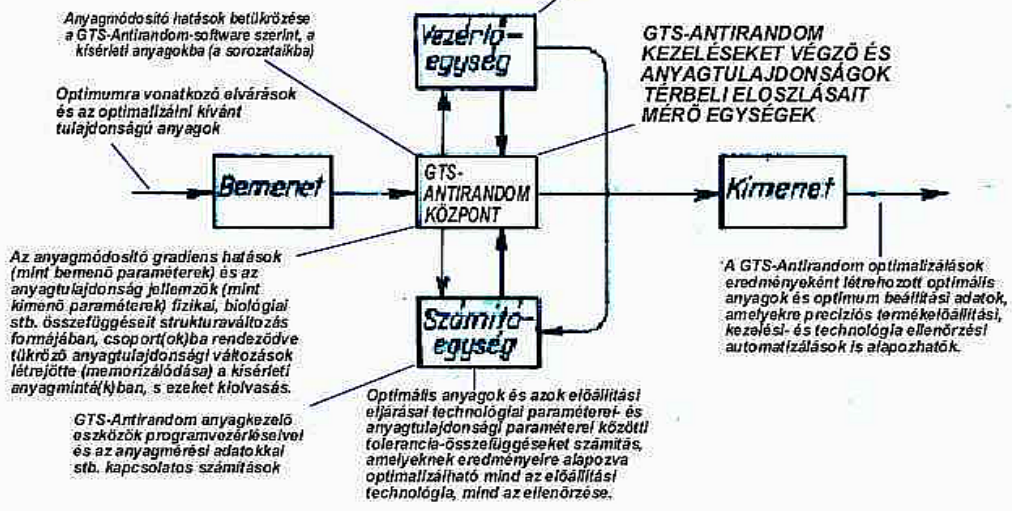 Anyagmódosító hatások betükrözése
a GTS-Antirandom-software szerint, a
kísérleti anyagokba (a sorozataikba)
Vezérlő-
egység
GTS-ANTIRANDOM
KEZELÉSEKET VÉGZŐ ÉS
ANYAGTULAJDONSÁGOK
TÉRBELI ELOSZLÁSAIT
MÉRŐ EGYSÉGEK
Optimumra vonatkozó elvárások
és az optimalizálni kívánt
tulajdonságú anyagok
Bemenet
GTS-
ANTIRANDOM
KÖZPONT
Kimenet
Az anyagmódosító gradiens hatások
(mint bemenő paraméterek) és az
anyagtulajdonság jellemzők (mint
kimenő paraméterek) fizikai, biológiai
stb. összefüggéseit strukturaváltozás
formájában, csoport(ok)ba rendeződve
tükröző anyagtulajdonsági változások
létrejötte (memorizálódása) a kísérleti
anyagmintá(k)ban, s ezeket kiolvasás.
Számító-
egység
A GTS-Antirandom optimalizálások
eredményeként létrehozott optimális
anyagok és optimum beállítási adatok,
amelyekre precíziós termékelőállítási,
kezelési- és technológia ellenőrzési
automatizálások is alapozhatók.
GTS-Antirandom anyagkezelő
eszközök programvezérléseivel
és az anyagmérési adatokkal
stb. kapcsolatos számítások
Optimális anyagok és azok előállítási
eljárásai technológiai paraméterei- és
anyagtulajdonsági paraméterei közötti
tolerancia-összefüggéseket számítás,
amelyeknek eredményeire alapozva
optimalizálható mind az előállítási
technológia, mind az ellenőrzése.